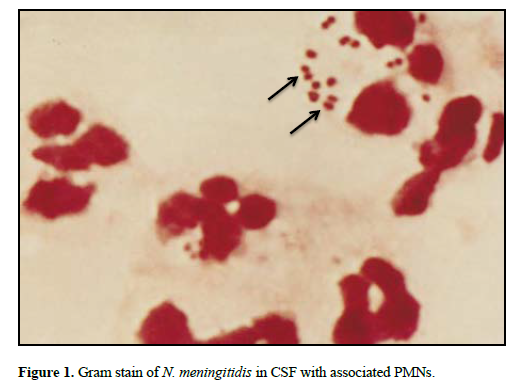 Figure 1. Gram stain of N. meningitidis in CSF with associated PMNs.